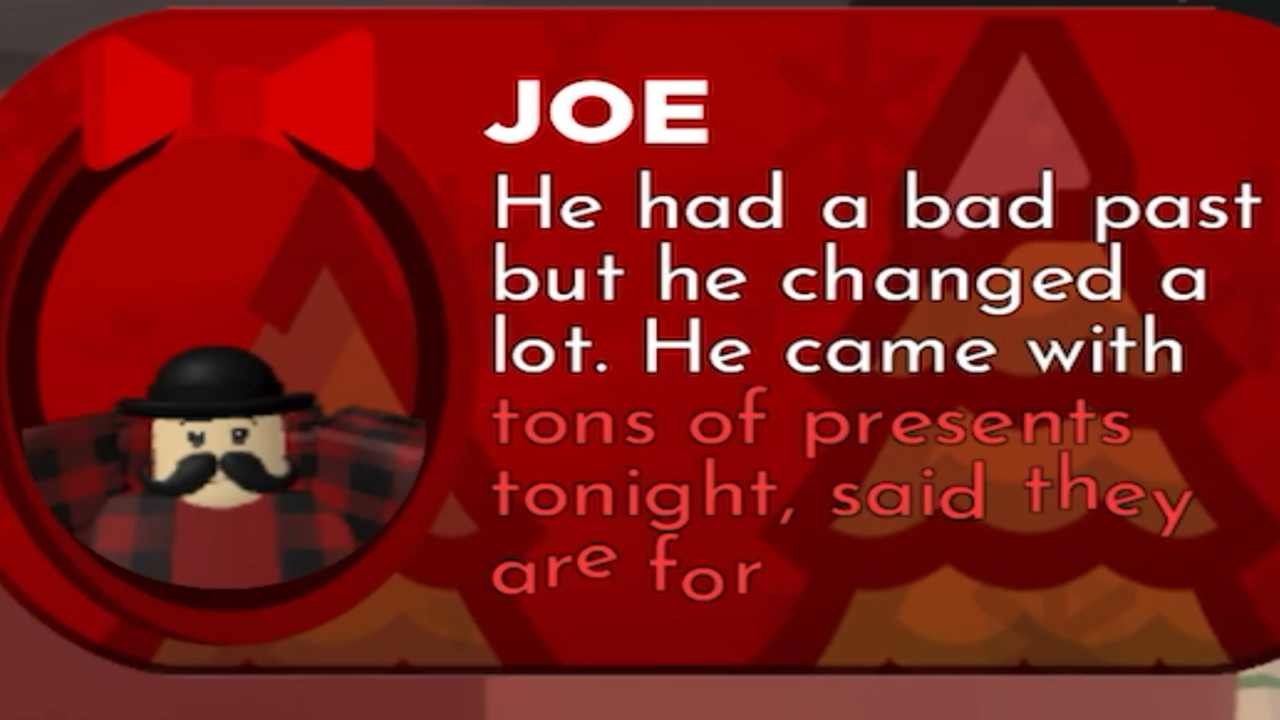 JOE
He had a bad past
but he changed a
lot. He came with
tons of presents
tonight, said they
are for